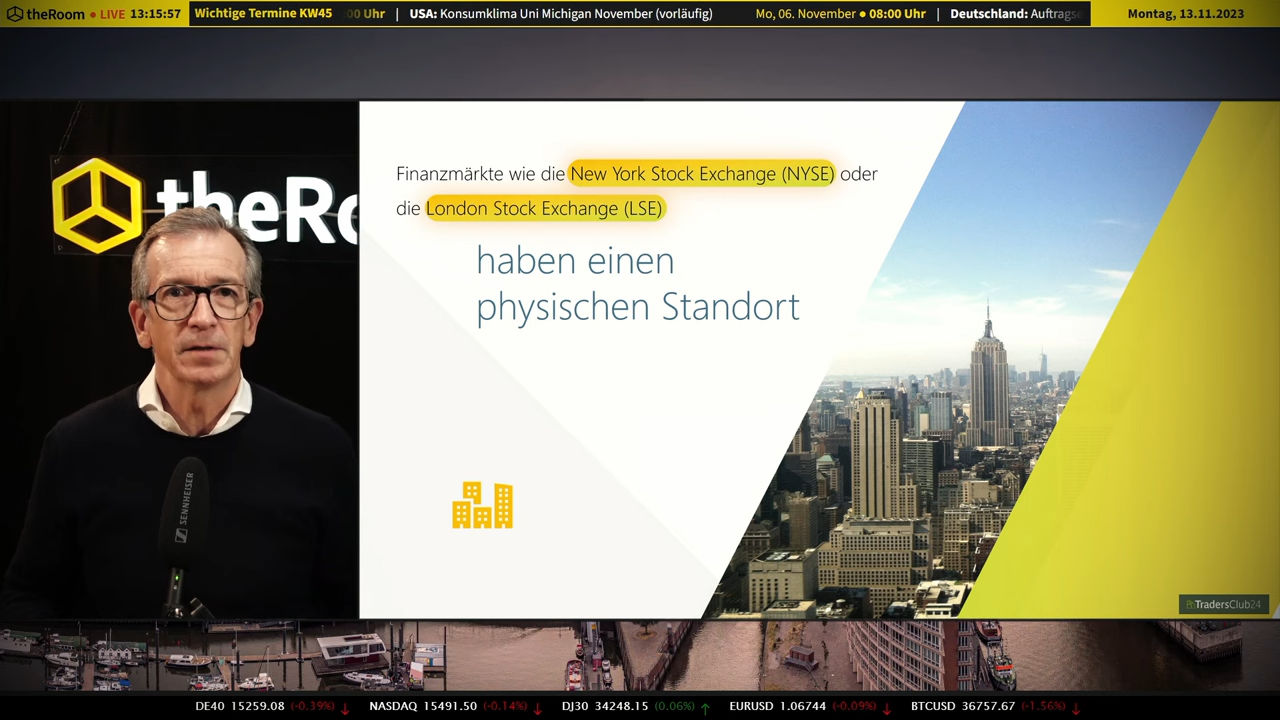 theRoom LIVE 13:15:57
Wichtige Termine KW45
00 Uhr | USA: Konsumklima Uni Michigan November (vorläufig) Mo, 06. November ● 08:00 Uhr | Deutschland: Auftragse
Montag, 13.11.2023
theRo
Finanzmärkte wie die New York Stock Exchange (NYSE) oder
die London Stock Exchange (LSE)
haben einen
physischen Standort
SENNHEISER
TradersClub24
DE40 15259.08 (-0.39%) ↓ NASDAQ 15491.50 (-0.14%) ↓ DJ30 34248.15 (0.06%) ↑ EURUSD 1.06744 (-0.09%) ↓ BTCUSD 36757.67 (-1.56%) ↓